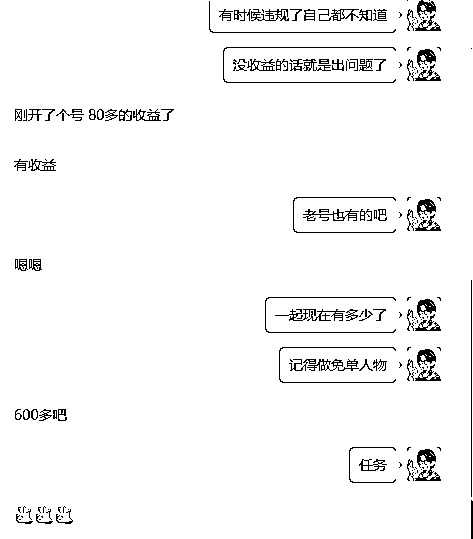 有时候违规了自己都不知道
没收益的话就是出问题了
刚开了个号 80多的收益了
有收益
老号也有的吧
嗯嗯
一起现在有多少了
记得做免单人物
600多吧
任务